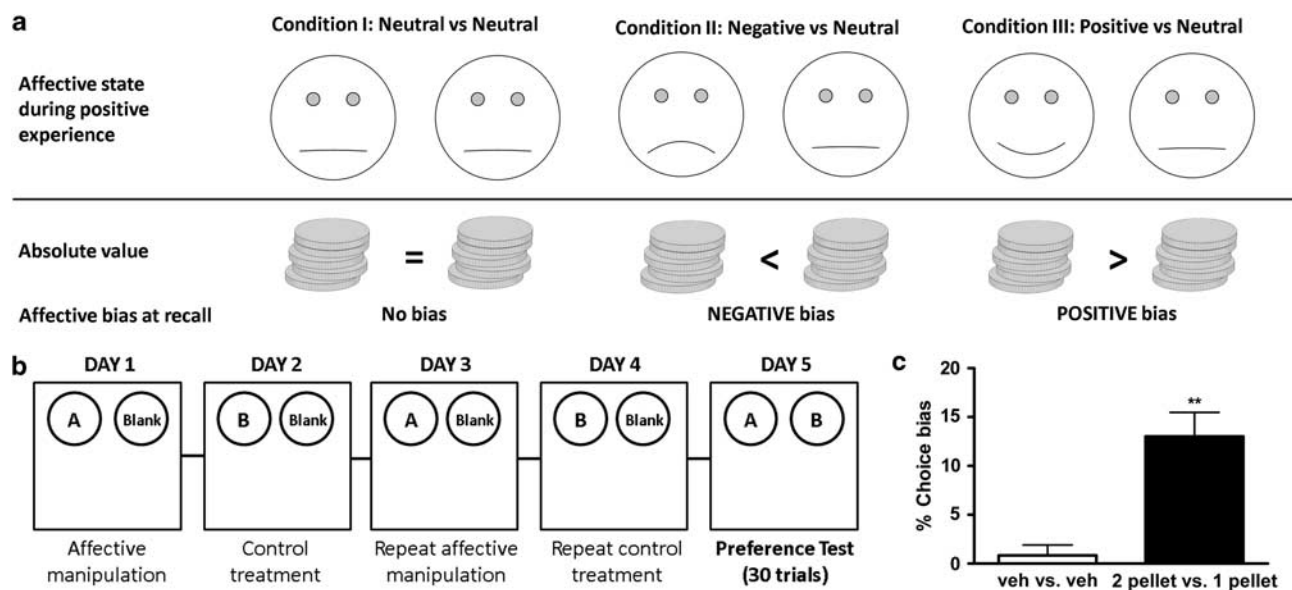 a
Condition I: Neutral vs Neutral
Condition II: Negative vs Neutral
Condition III: Positive vs Neutral
Affective state
during positive
experience
Absolute value
=
<
>
Affective bias at recall
No bias
NEGATIVE bias
POSITIVE bias
b
DAY 1
DAY 2
DAY 3
DAY 4
DAY 5
A
Blank
B
Blank
A
Blank
B
Blank
A
B
Affective
manipulation
Control
treatment
Repeat affective
manipulation
Repeat control
treatment
Preference Test
(30 trials)
c
% Choice bias
20
15
10
5
0
**
veh vs. veh
2 pellet vs. 1 pellet